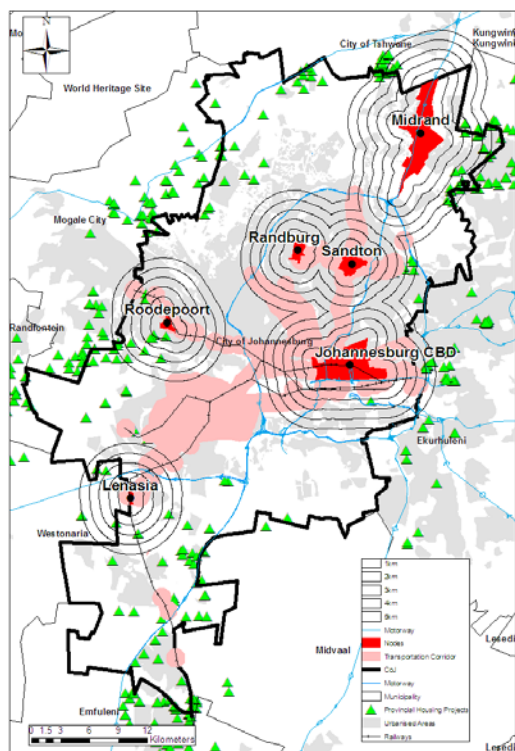 N
City of Tshwane
Kungwini
Kungwini
World Heritage Site
Midrand
Mogale City
Randburg
Sandton
Roodepoort
Randfontein
City of Johannesburg
Johannesburg CBD
Ekurhuleni
Lenasia
Westonaria
1km
2km
3km
4km
6km
Motorway
Nodes
Transportation Corridor
CoJ
Motorway
Municipality
Provincial Housing Projects
Urbanised Areas
Railways
Lesedi
Midvaal
Emfuleni
0 1.5 3 6 9 12
Kilometers